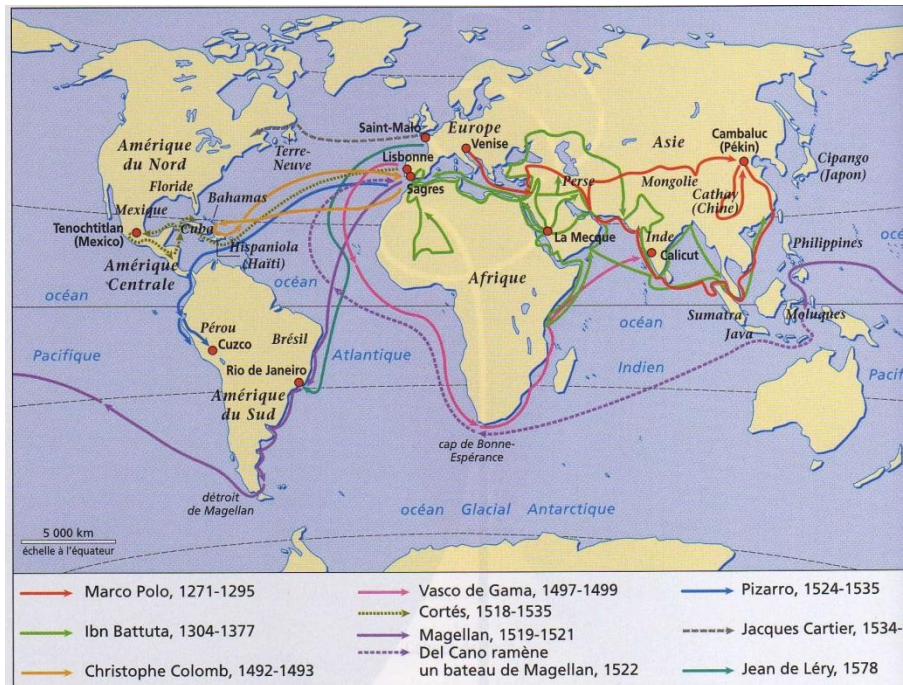 Saint-Malo
Europe
Venise
Asie
Cambaluc
(Pékin)
Amérique
du Nord
Terre-
Neuve
Lisbonne
Sagres
Perse
Mongolie
Cipango
(Japon)
Floride
Bahamas
Cathay
(Chine)
Mexique
Tenochtitlan
(Mexico)
Cuba
Hispaniola
(Haïti)
La Mecque
Inde
Calicut
Philippines
Amérique
Centrale
Afrique
océan
océan
océan
océ
Sumatra
Java
Moluques
Pérou
Cuzco
Brésil
Pacifique
Atlantique
Indien
Pacif
Rio de Janeiro
Amérique
du Sud
cap de Bonne-
Espérance
détroit
de Magellan
océan Glacial Antarctique
5 000 km
échelle à l'équateur
Marco Polo, 1271-1295
Ibn Battuta, 1304-1377
Christophe Colomb, 1492-1493
Vasco de Gama, 1497-1499
Cortés, 1518-1535
Magellan, 1519-1521
Del Cano ramène
un bateau de Magellan, 1522
Pizarro, 1524-1535
Jacques Cartier, 1534-
Jean de Léry, 1578